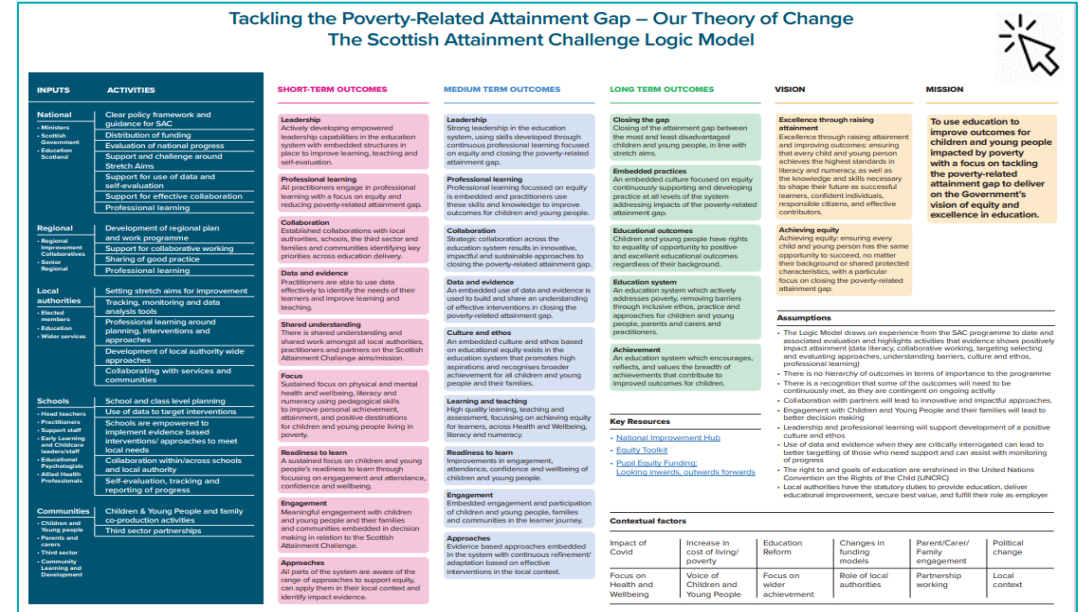 Tackling the Poverty-Related Attainment Gap – Our Theory of Change
The Scottish Attainment Challenge Logic Model
INPUTS
ACTIVITIES
National
• Ministers
• Scottish
Government
• Education
Scotland
Clear policy framework and
guidance for SAC
Distribution of funding
Evaluation of national progress
Support and challenge around
Stretch Aims
Support for use of data and
self-evaluation
Support for effective collaboration
Professional learning
Regional
• Regional
Improvement
Collaboratives
• Senior
Regional
Development of regional plan
and work programme
Support for collaborative working
Sharing of good practice
Professional learning
Local
authorities
• Elected
members
• Education
• Wider services
Setting stretch aims for improvement
Tracking, monitoring and data
analysis tools
Professional learning around
planning, interventions and
approaches
Development of local authority wide
approaches
Collaborating with services and
communities
Schools
• Head teachers
• Practitioners
• Support staff
• Early Learning
and Childcare
leaders/staff
• Educational
Psychologists
• Allied Health
Professionals
School and class level planning
Use of data to target interventions
Schools are empowered to
implement evidence based
interventions/ approaches to meet
local needs
Collaboration within/across schools
and local authority
Self-evaluation, tracking and
reporting of progress
Communities
• Children and
Young people
• Parents and
carers
• Third sector
• Community
Learning and
Development
Children & Young People and family
co-production activities
Third sector partnerships
SHORT-TERM OUTCOMES
Leadership
Actively developing empowered
leadership capabilities in the education
system with embedded structures in
place to improve learning, teaching and
self-evaluation.
Professional learning
All practitioners engage in professional
learning with a focus on equity and
reducing poverty-related attainment gap.
Collaboration
Established collaborations with local
authorities, schools, the third sector and
families and communities identifying key
priorities across education delivery.
Data and evidence
Practitioners are able to use data
effectively to identify the needs of their
learners and improve learning and
teaching.
Shared understanding
There is shared understanding and
shared amongst all local authorities,
practitioners and partners on the Scottish
Attainment Challenge aims/mission.
Focus
Sustained focus on physical and mental
health and wellbeing, literacy and
numeracy using pedagogical skills
to improve personal achievement,
attainment, and positive destinations
for children and young people living in
poverty.
Readiness to learn
A sustained focus on children and young
people's readiness to learn through
focusing on engagement and attendance,
confidence and wellbeing.
Engagement
Meaningful engagement with children
and young people and their families
and communities embedded in decision
making in relation to the Scottish
Attainment Challenge.
Approaches
All parts of the system are aware of the
range of approaches to support equity,
can apply them in their local context and
identify impact evidence.
MEDIUM TERM OUTCOMES
Leadership
Strong leadership in the education
system, using skills developed through
continuous professional learning focused
on equity and closing the poverty-related
attainment gap.
Professional learning
Professional learning focussed on equity
is embedded and practitioners use
these skills and knowledge to improve
outcomes for children and young people.
Collaboration
Strategic collaboration across the
education system results in innovative,
impactful and sustainable approaches to
closing the poverty-related attainment gap.
Data and evidence
An embedded use of data and evidence is
used to build and share an understanding
of effective interventions in closing the
poverty-related attainment gap.
Culture and ethos
An embedded culture and ethos based
on educational equity exists in the
education system that promotes high
aspirations and recognises broader
achievement for all children and young
people and their families.
Learning and teaching
High quality learning, teaching and
assessment, focussing on achieving equity
for learners, across Health and Wellbeing,
literacy and numeracy.
Readiness to learn
Improvements in engagement,
attendance, confidence and wellbeing of
children and young people.
Engagement
Embedded engagement and participation
of children and young people, families
and communities in the learner journey.
Approaches
Evidence based approaches embedded
in the system with continuous refinement/
adaptation based on effective
interventions in the local context.
LONG TERM OUTCOMES
Closing the gap
Closing of the attainment gap between
the most and least disadvantaged
children and young people, in line with
stretch aims.
Embedded practices
An embedded culture focused on equity
continuously supporting and developing
practice at all levels of the system
addressing impacts of the poverty-related
attainment gap.
Educational outcomes
Children and young people have rights
to equality of opportunity to positive
and excellent educational outcomes
regardless of their background.
Education system
An education system which actively
addresses poverty, removing barriers
through inclusive ethos, practice and
approaches for children and young
people, parents and carers and
practitioners.
Achievement
An education system which encourages,
reflects, and values the breadth of
achievements that contribute to
improved outcomes for children.
Key Resources
• National Improvement Hub
• Equity Toolkit
• Pupil Equity Funding:
Looking inwards, outwards forwards
VISION
Excellence through raising
attainment
Excellence through raising attainment
and improving outcomes: ensuring
that every child and young person
achieves the highest standards in
literacy and numeracy, as well as
the knowledge and skills necessary
to shape their future as successful
learners, confident individuals,
responsible citizens, and effective
contributors.
Achieving equity
Achieving equity: ensuring every
child and young person has the same
opportunity to succeed, no matter
their background or shared protected
characteristics, with a particular
focus on closing the poverty-related
attainment gap.
MISSION
To use education to
improve outcomes for
children and young people
impacted by poverty
with a focus on tackling
the poverty-related
attainment gap to deliver
on the Government's
vision of equity and
excellence in education.
Assumptions
• The Logic Model draws on experience from the SAC programme to date and
associated evaluation and highlights activities that evidence shows positively
impact attainment (data literacy, collaborative working, targeting selecting
and evaluating approaches, understanding barriers, culture and ethos,
professional learning)
• There is no hierarchy of outcomes in terms of importance to the programme
• There is a recognition that some of the outcomes will need to be
continuously met, as they are contingent on ongoing activity
• Collaboration with partners will lead to innovative and impactful approaches.
• Engagement with Children and Young People and their families will lead to
better decision making
• Leadership and professional learning will support development of a positive
culture and ethos
• Use of data and evidence when they are critically interrogated can lead to
better targeting of those who need support and can assist with monitoring
of progress
• The right to and goals of education are enshrined in the United Nations
Convention on the Rights of the Child (UNCRC)
• Local authorities have the statutory duties to provide education, deliver
educational improvement, secure best value, and fulfil their role as employer
Contextual factors
Impact of
Covid
Increase in
cost of living/
poverty
Education
Reform
Changes in
funding
models
Parent/Carer/
Family
engagement
Political
change
Focus on
Health and
Wellbeing
Voice of
Children and
Young People
Focus on
wider
achievement
Role of local
authorities
Partnership
working
Local
context